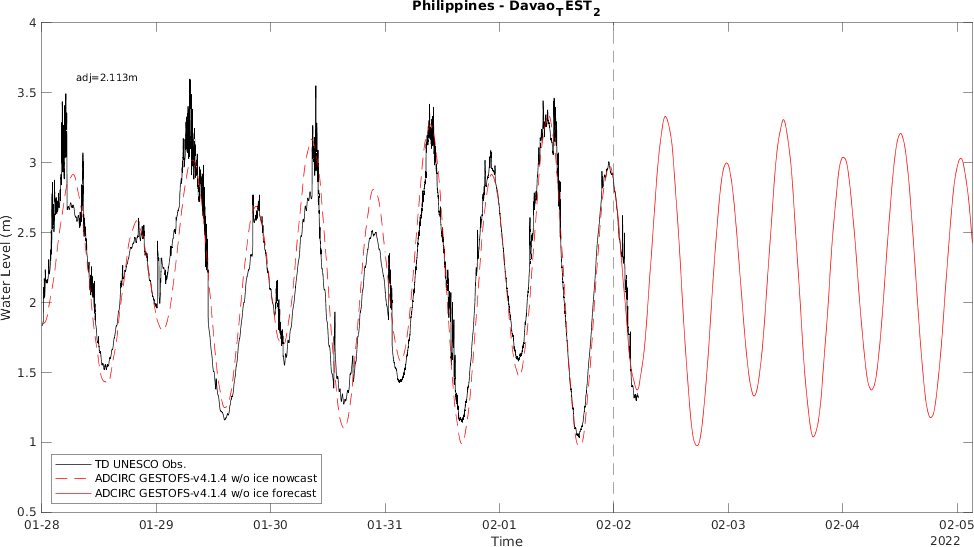 Philippines - Davao_TEST_2
adj=2.113m
Water Level (m)
4
3.5
3
2.5
2
1.5
1
0.5
TD UNESCO Obs.
ADCIRC GESTOFS-v4.1.4 w/o ice nowcast
ADCIRC GESTOFS-v4.1.4 w/o ice forecast
01-28 01-29 01-30 01-31 02-01 02-02 02-03 02-04 02-05
Time
2022